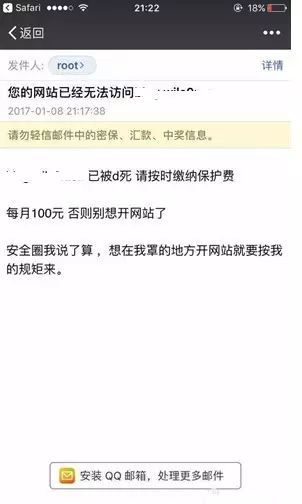 Safari
21:22
18%
返回
发件人: root
详情
您的网站已经无法访问
2017-01-08 21:17:38
请勿轻信邮件中的密保、汇款、中奖信息。
已被d死 请按时缴纳保护费
每月100元 否则别想开网站了
安全圈我说了算 ，想在我罩的地方开网站就要按我
的规矩来。
安装 QQ 邮箱，处理更多邮件